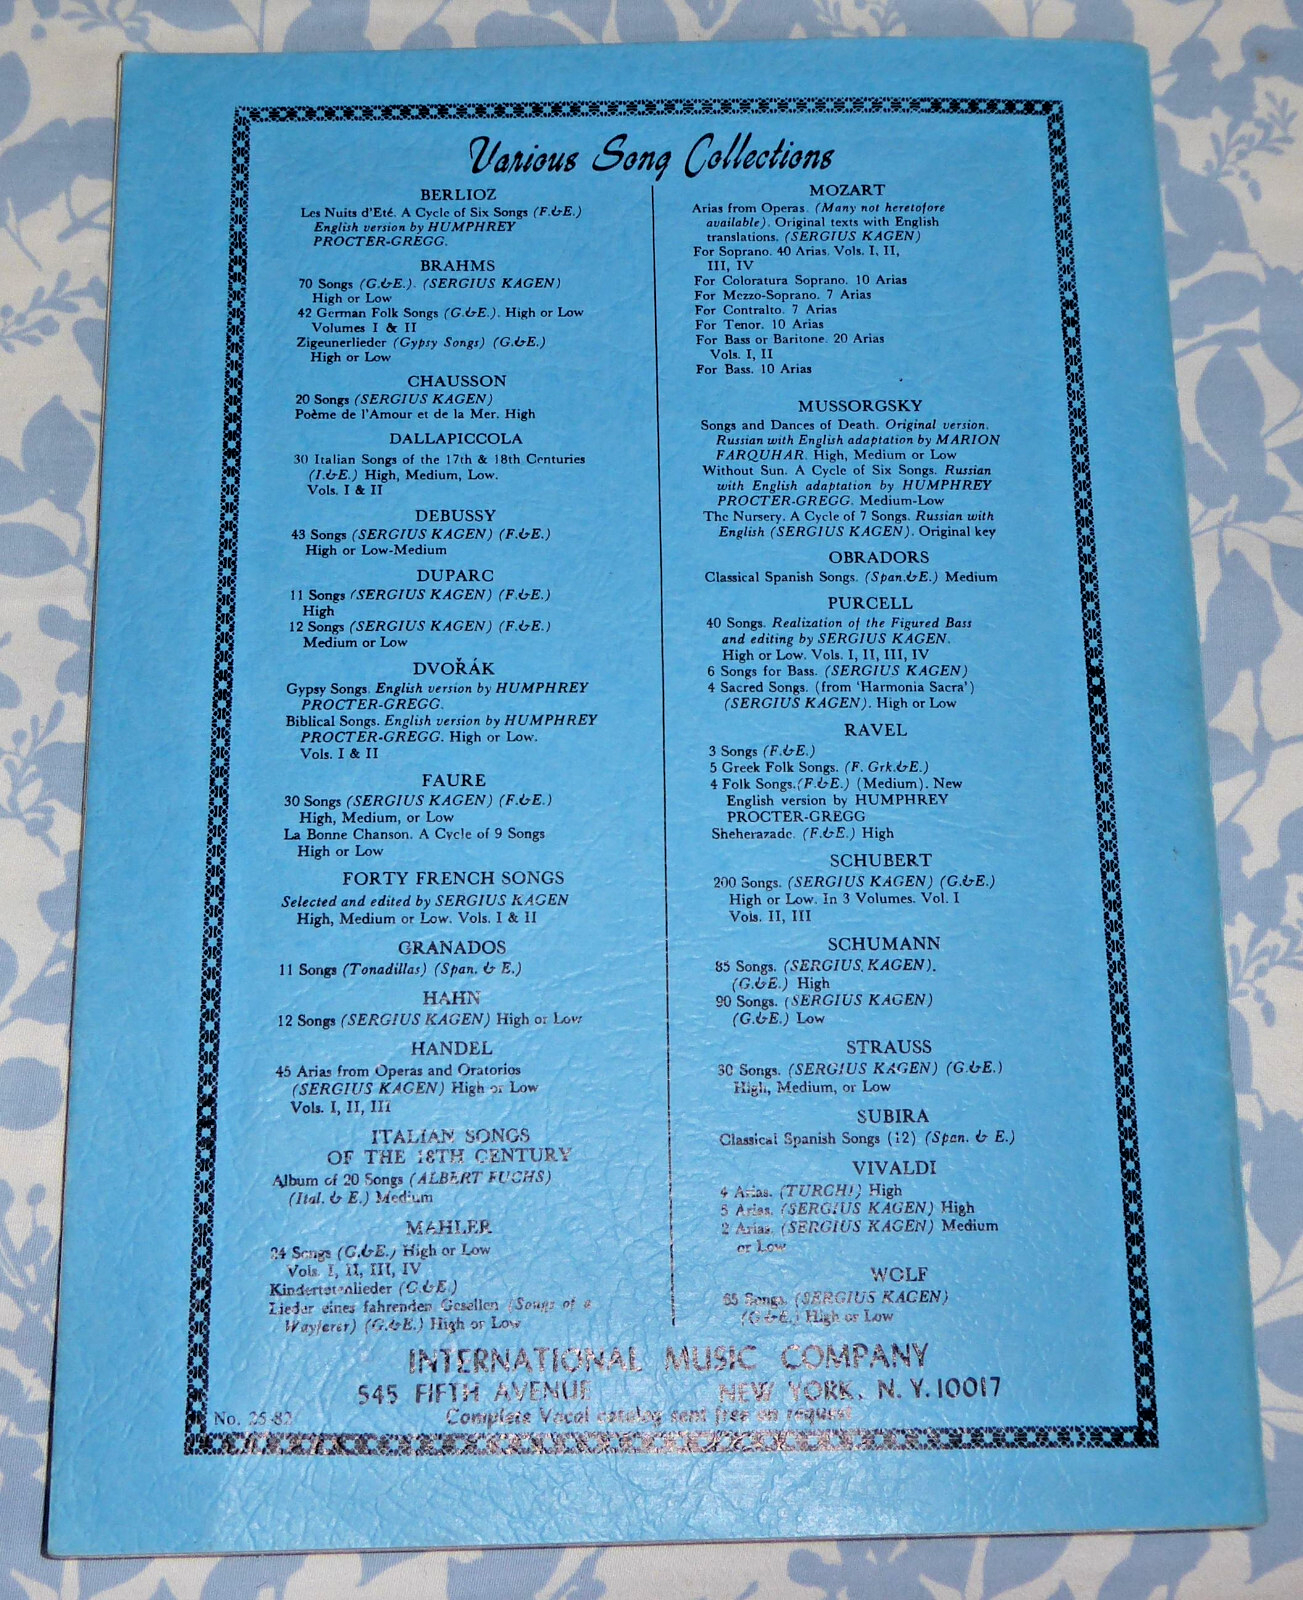 Various Song Collections
BERLIOZ
Les Nuits d'Eté. A Cycle of Six Songs (F.&E.)
English version by HUMPHREY
PROCTER-GREGG.
BRAHMS
70 Songs (G.&E.). (SERGIUS KAGEN)
High or Low
42 German Folk Songs (G.&E.). High or Low
Volumes I & II
Zigeunerlieder (Gypsy Songs) (G.&E.)
High or Low
CHAUSSON
20 Songs (SERGIUS KAGEN)
Poème de l'Amour et de la Mer. High
DALLAPICCOLA
30 Italian Songs of the 17th & 18th Centuries
(I.&E.) High, Medium, Low.
Vols. I & II
DEBUSSY
43 Songs (SERGIUS KAGEN) (F.&E.)
High or Low-Medium
DUPARC
11 Songs (SERGIUS KAGEN) (F.&E.)
High
12 Songs (SERGIUS KAGEN) (F.&E.)
Medium or Low
DVOŘÁK
Gypsy Songs. English version by HUMPHREY
PROCTER-GREGG.
Biblical Songs. English version by HUMPHREY
PROCTER-GREGG. High or Low.
Vols. I & II
FAURE
30 Songs (SERGIUS KAGEN) (F.&E.)
High, Medium, or Low
La Bonne Chanson. A Cycle of 9 Songs
High or Low
FORTY FRENCH SONGS
Selected and edited by SERGIUS KAGEN
High, Medium or Low. Vols. I & II
GRANADOS
11 Songs (Tonadillas) (Span. & E.)
HAHN
12 Songs (SERGIUS KAGEN) High or Low
HANDEL
45 Arias from Operas and Oratorios
(SERGIUS KAGEN) High or Low
Vols. I, II, III
ITALIAN SONGS
OF THE 18TH CENTURY
Album of 20 Songs (ALBERT FUCHS)
(Ital. & E.) Medium
MAHLER
24 Songs (G.&E.) High or Low
Vols. I, II, III, IV
Kindertotenlieder (G.&E.)
Lieder eines fahrenden Gesellen (Songs of a
Wayfarer) (G.&E.) High or Low
MOZART
Arias from Operas. (Many not heretofore
available). Original texts with English
translations. (SERGIUS KAGEN)
For Soprano. 40 Arias. Vols. I, II,
III, IV
For Coloratura Soprano. 10 Arias
For Mezzo-Soprano. 7 Arias
For Contralto. 7 Arias
For Tenor. 10 Arias
For Bass or Baritone. 20 Arias
Vols. I, II
For Bass. 10 Arias
MUSSORGSKY
Songs and Dances of Death. Original version.
Russian with English adaptation by MARION
FARQUHAR. High, Medium or Low
Without Sun. A Cycle of Six Songs. Russian
with English adaptation by HUMPHREY
PROCTER-GREGG. Medium-Low
The Nursery. A Cycle of 7 Songs. Russian with
English (SERGIUS KAGEN). Original key
OBRADORS
Classical Spanish Songs. (Span.&E.) Medium
PURCELL
40 Songs. Realization of the Figured Bass
and editing by SERGIUS KAGEN.
High or Low. Vols. I, II, III, IV
6 Songs for Bass. (SERGIUS KAGEN)
4 Sacred Songs. (from 'Harmonia Sacra')
(SERGIUS KAGEN). High or Low
RAVEL
3 Songs (F.&E.)
5 Greek Folk Songs. (F. Grk.&E.)
4 Folk Songs.(F.&E.) (Medium). New
English version by HUMPHREY
PROCTER-GREGG
Sheherazade. (F.&E.) High
SCHUBERT
200 Songs. (SERGIUS KAGEN) (G.&E.)
High or Low. In 3 Volumes. Vol. I
Vols. II, III
SCHUMANN
85 Songs. (SERGIUS KAGEN).
(G.&E.) High
90 Songs. (SERGIUS KAGEN)
(G.&E.) Low
STRAUSS
30 Songs. (SERGIUS KAGEN) (G.&E.)
High, Medium, or Low
SUBIRA
Classical Spanish Songs (12) (Span. & E.)
VIVALDI
4 Arias. (TURCHI) High
5 Arias. (SERGIUS KAGEN) High
2 Arias. (SERGIUS KAGEN) Medium
or Low
WOLF
65 Songs. (SERGIUS KAGEN)
(G.&E.) High or Low
INTERNATIONAL MUSIC COMPANY
545 FIFTH AVENUE NEW YORK, N. Y. 10017
Complete Vocal catalog sent free on request
No. 25-82